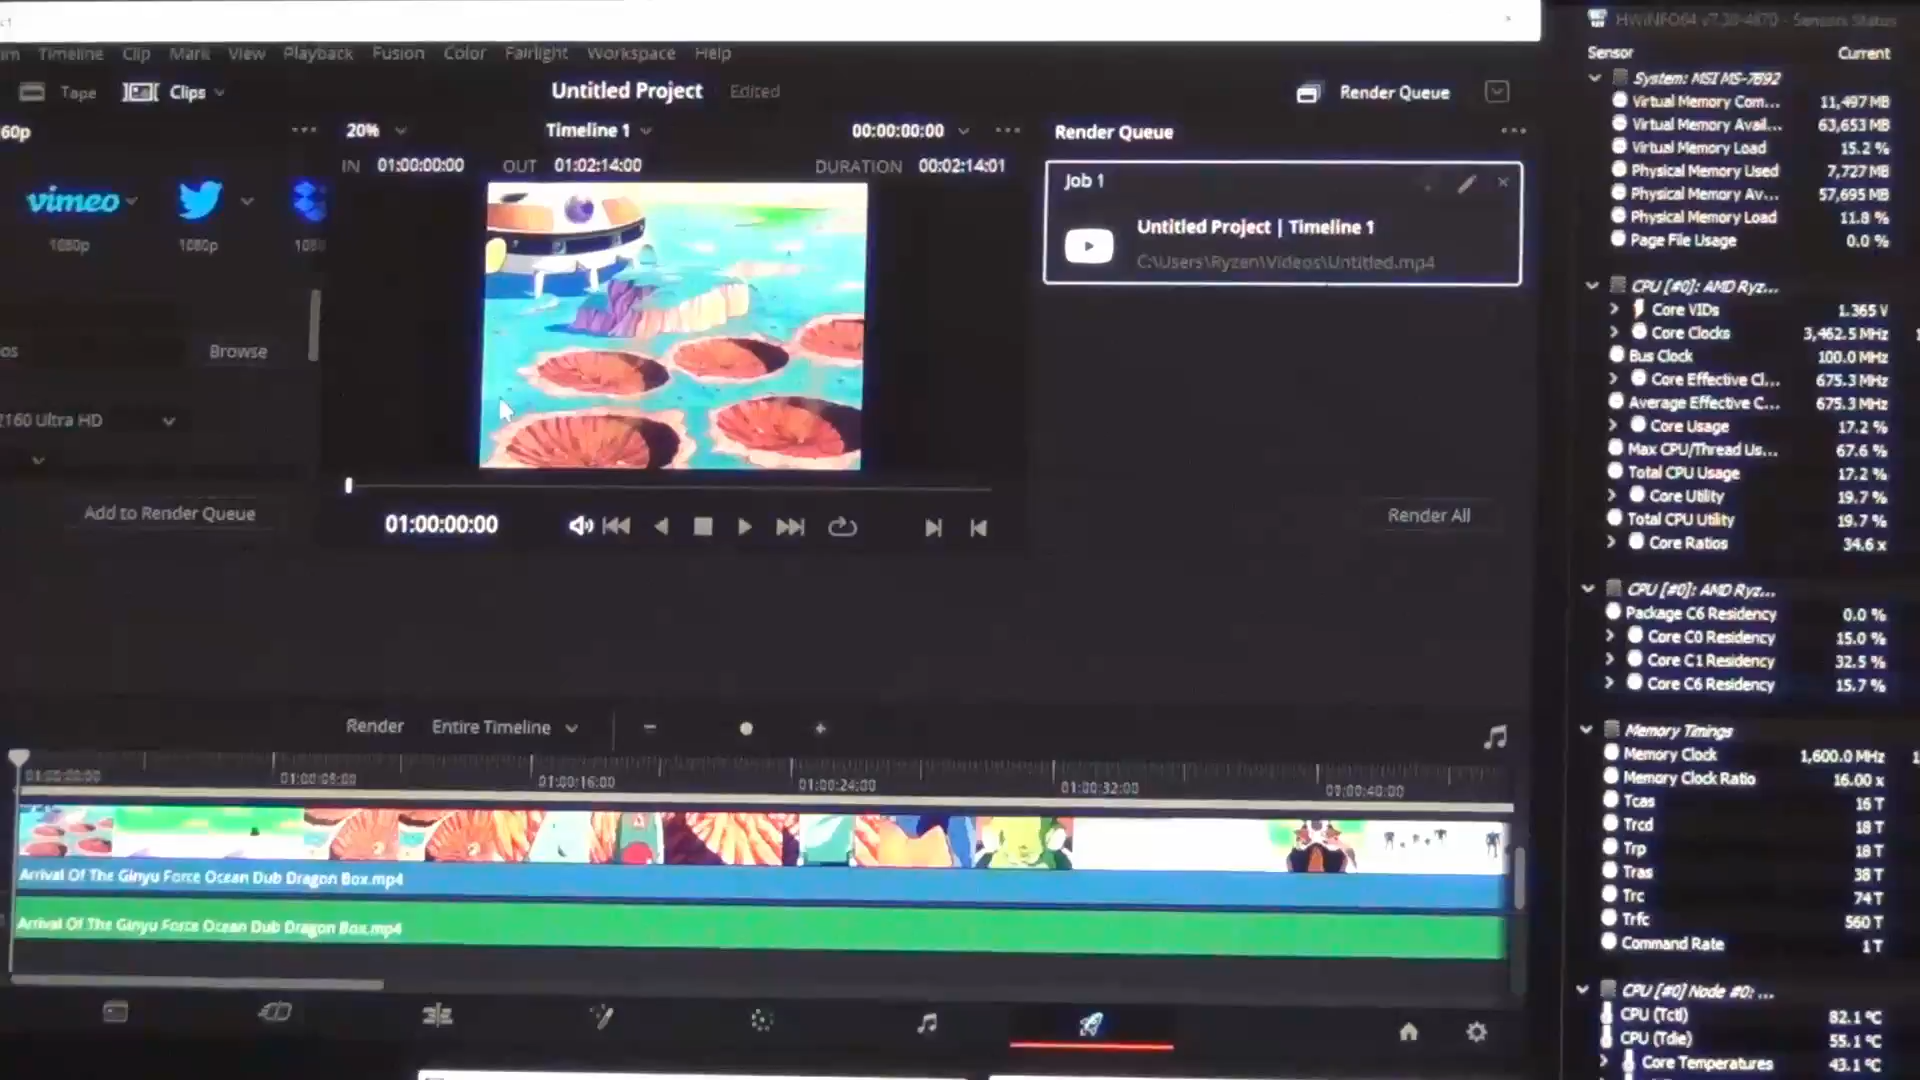 HWiNFO64 v7.30-4870 - Sensors Status
Timeline Clip Mark View Playback Fusion Color Fairlight Workspace Help
Tape Clips
Untitled Project Edited
Render Queue
60p
20%
Timeline 1
00:00:00:00
Render Queue
IN 01:00:00:00 OUT 01:02:14:00 DURATION 00:02:14:01
vimeo
1080p 1080p
Job 1
Untitled Project | Timeline 1
C:\Users\Ryzen\Videos\Untitled.mp4
Browse
2160 Ultra HD
Add to Render Queue
01:00:00:00
Render All
Render Entire Timeline
01:00:00:00 01:00:08:00 01:00:16:00 01:00:24:00 01:00:32:00 01:00:40:00
Arrival Of The Ginyu Force Ocean Dub Dragon Box.mp4
Arrival Of The Ginyu Force Ocean Dub Dragon Box.mp4
Sensor Current
System: MSI MS-7B92
Virtual Memory Com... 11,497 MB
Virtual Memory Avail... 63,653 MB
Virtual Memory Load 15.2 %
Physical Memory Used 7,727 MB
Physical Memory Av... 57,695 MB
Physical Memory Load 11.8 %
Page File Usage 0.0 %
CPU [#0]: AMD Ryz...
Core VIDs 1.365 V
Core Clocks 3,462.5 MHz
Bus Clock 100.0 MHz
Core Effective Cl... 675.3 MHz
Average Effective C... 675.3 MHz
Core Usage 17.2 %
Max CPU/Thread Us... 67.6 %
Total CPU Usage 17.2 %
Core Utility 19.7 %
Total CPU Utility 19.7 %
Core Ratios 34.6 x
CPU [#0]: AMD Ryz...
Package C6 Residency 0.0 %
Core C0 Residency 15.0 %
Core C1 Residency 32.5 %
Core C6 Residency 15.7 %
Memory Timings
Memory Clock 1,600.0 MHz
Memory Clock Ratio 16.00 x
Tcas 16 T
Trcd 18 T
Trp 18 T
Tras 38 T
Trc 74 T
Trfc 560 T
Command Rate 1 T
CPU [#0] Node #0: ...
CPU (Tctl) 82.1 °C
CPU (Tdie) 55.1 °C
Core Temperatures 43.1 °C